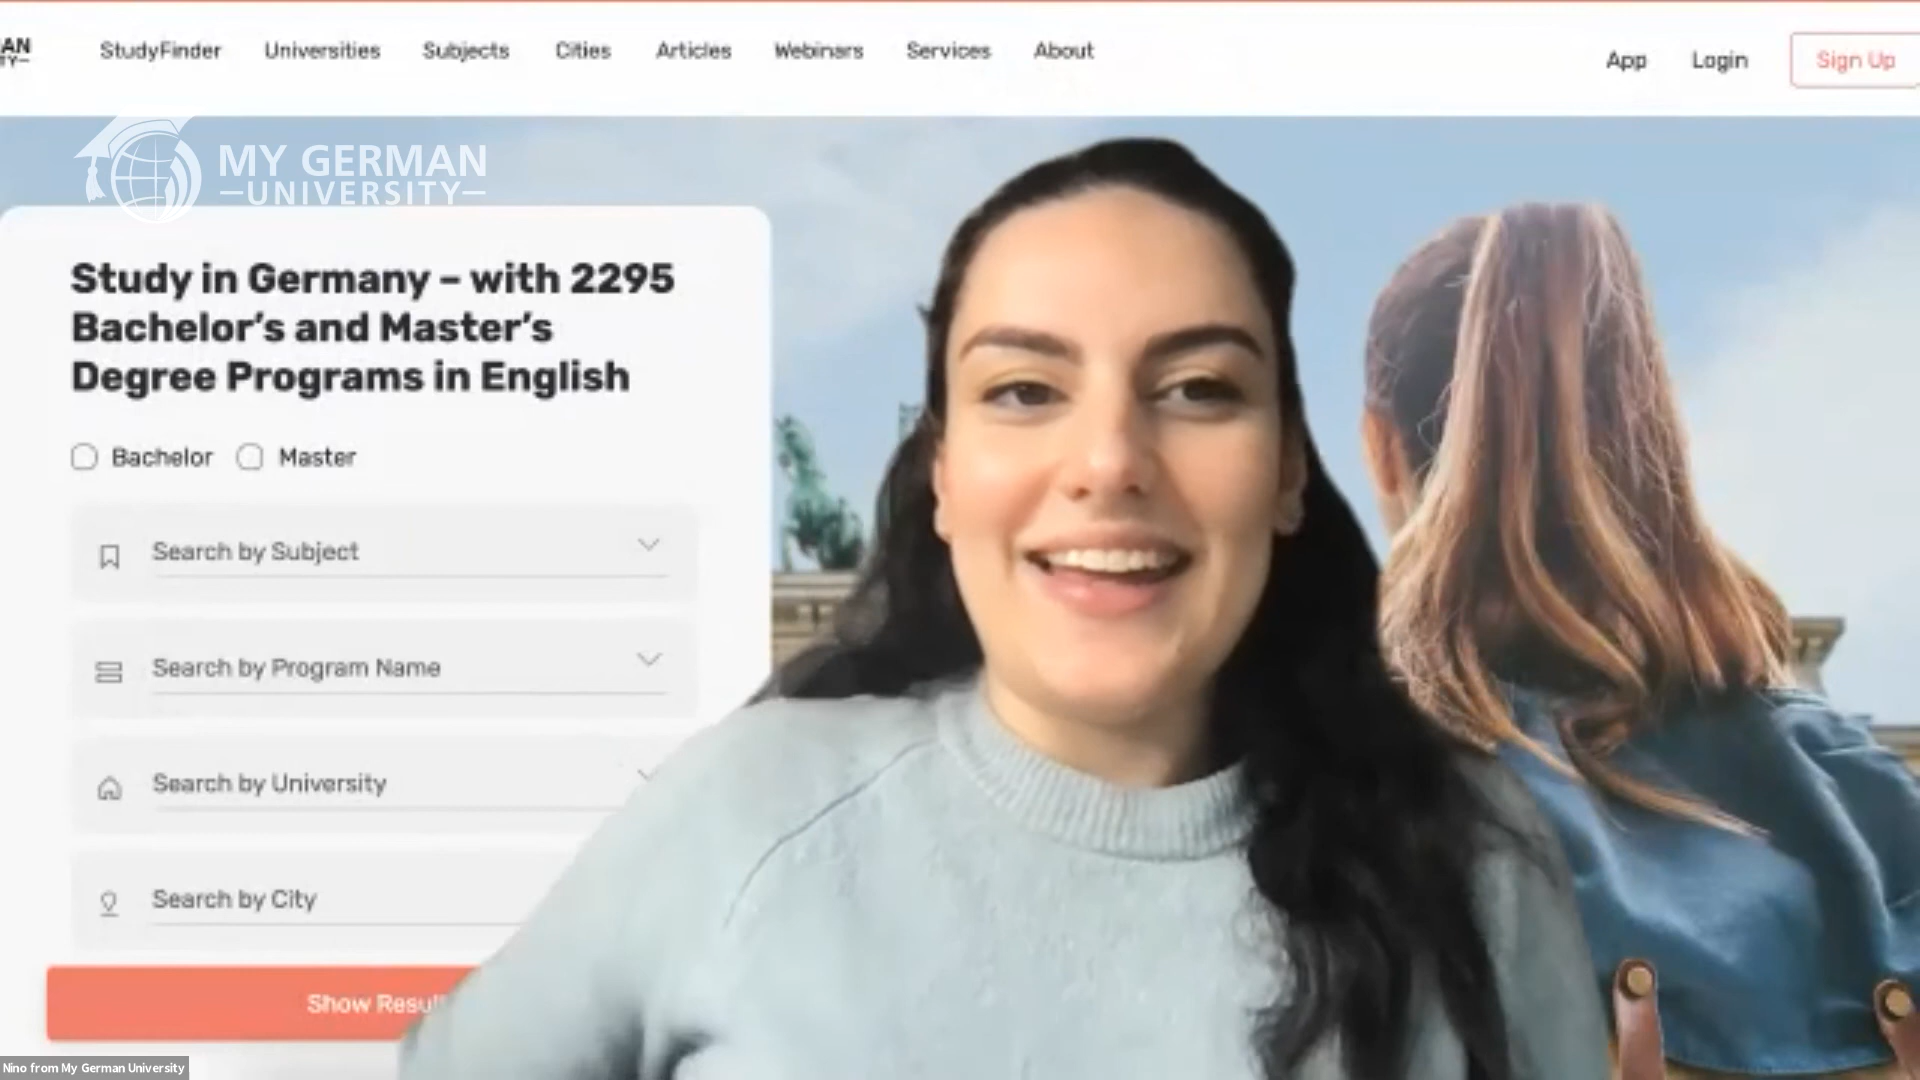 StudyFinder Universities Subjects Cities Articles Webinars Services About
App Login Sign Up
MY GERMAN
UNIVERSITY
Study in Germany – with 2295
Bachelor’s and Master’s
Degree Programs in English
Bachelor Master
Search by Subject
Search by Program Name
Search by University
Search by City
Show
Nino from My German University